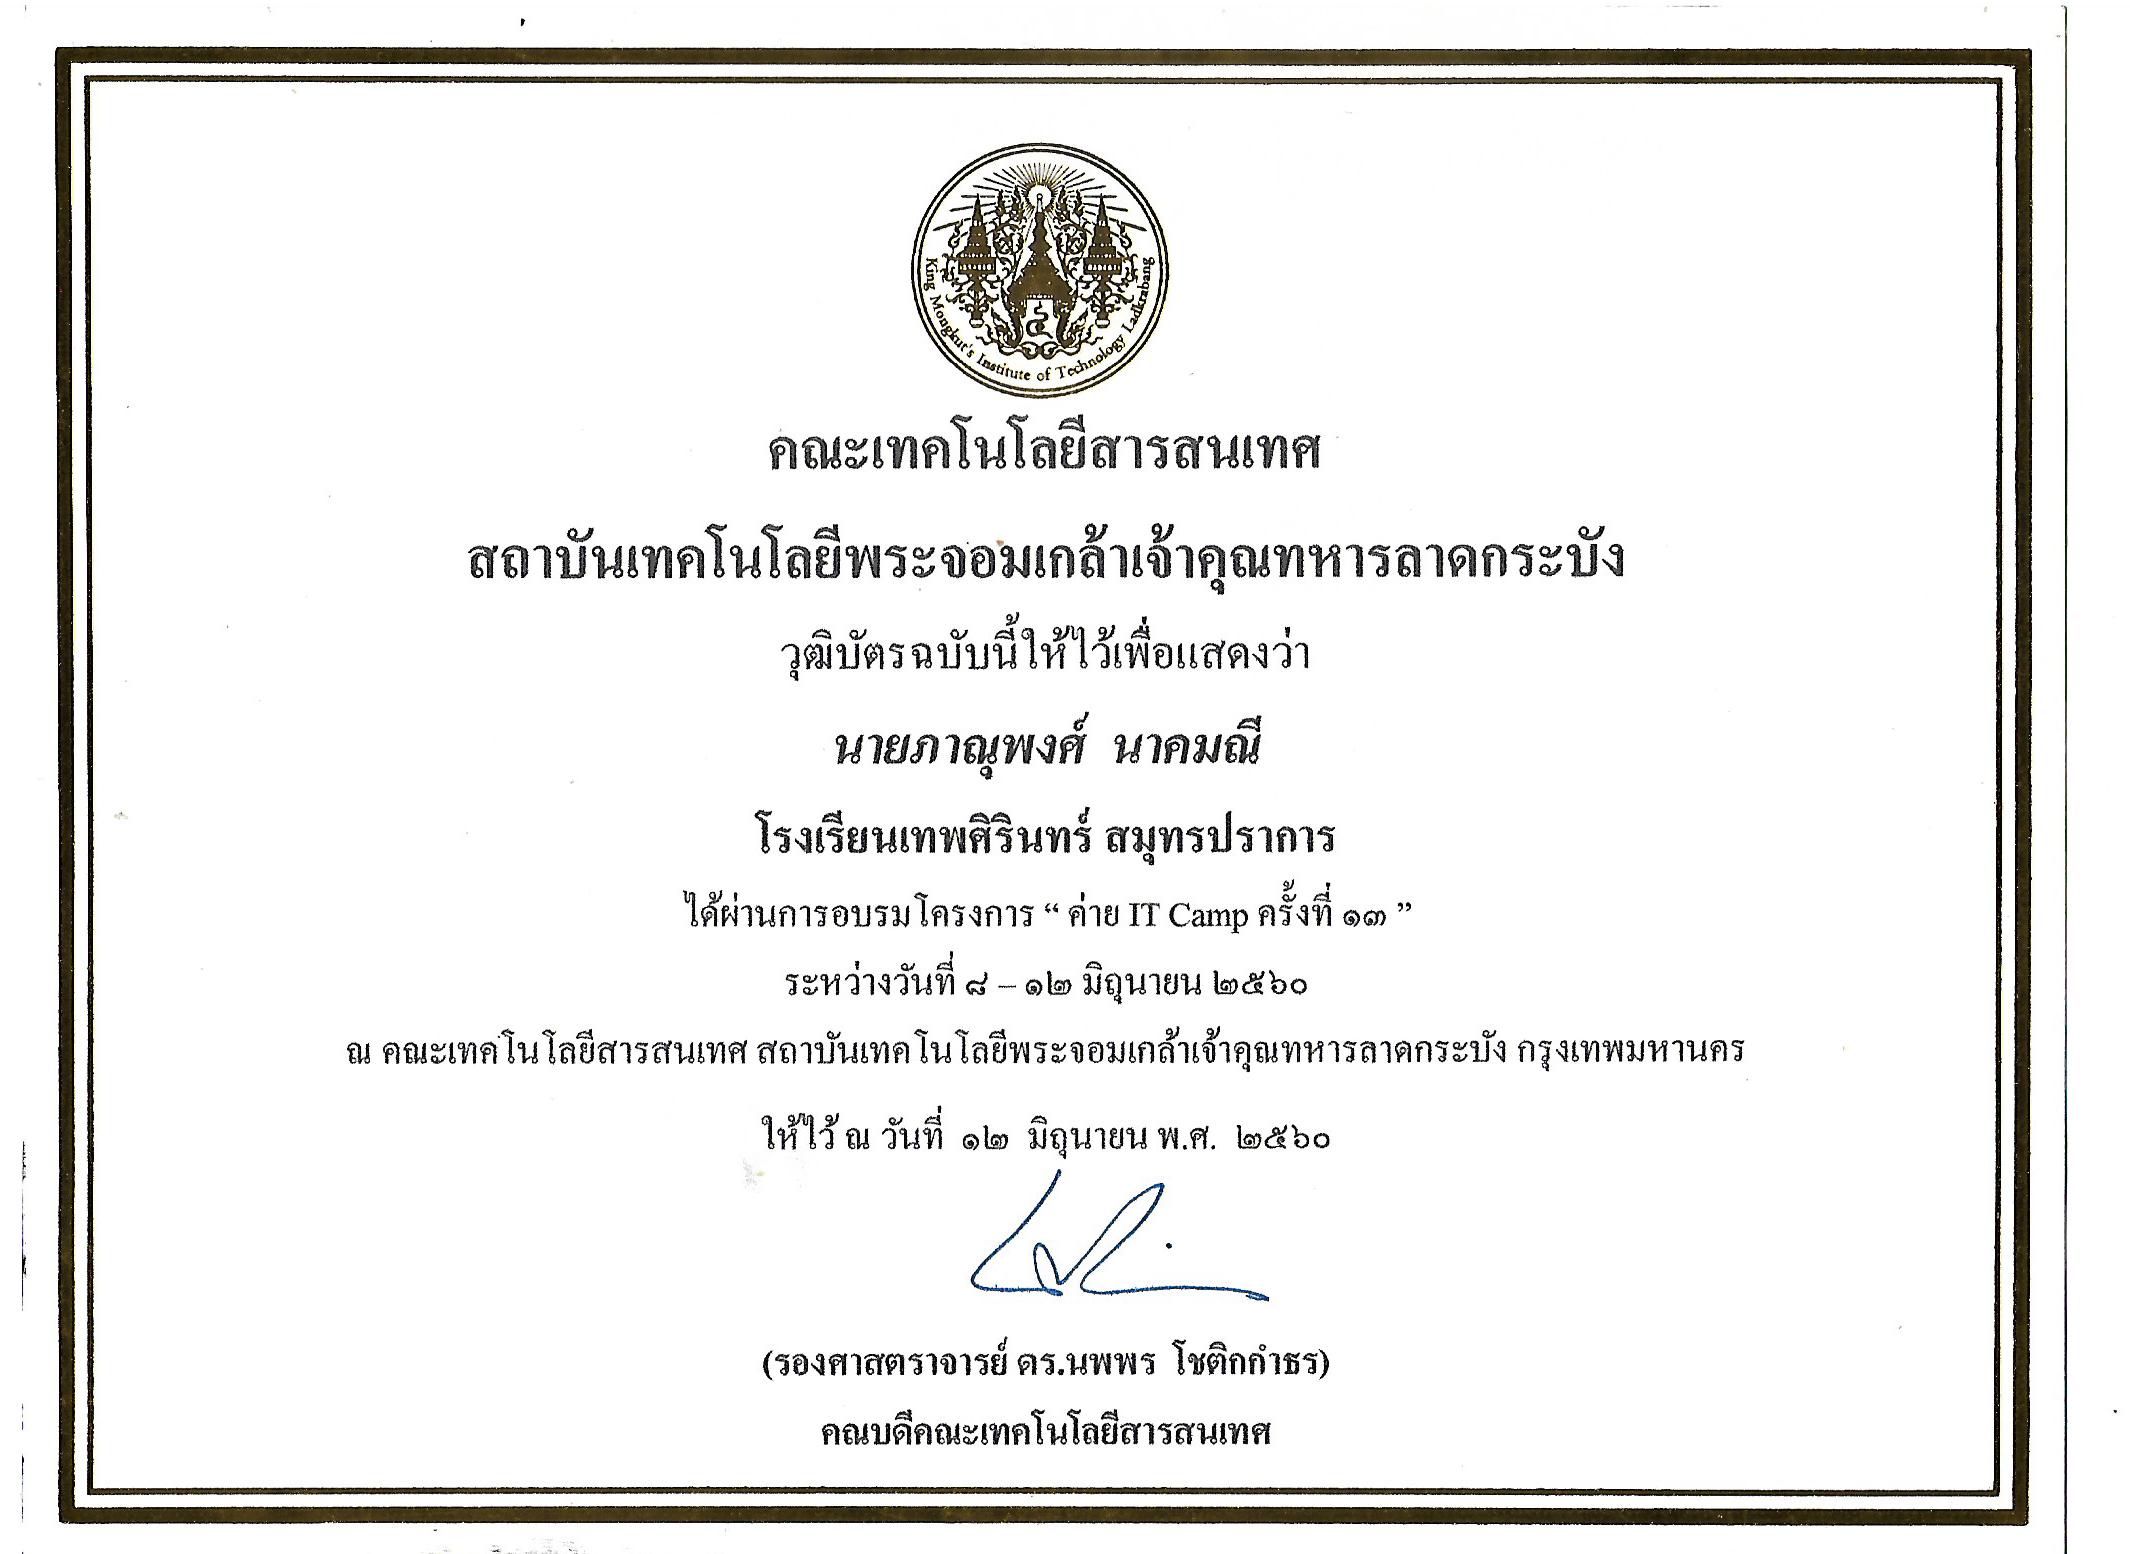 King Mongkut's Institute of Technology Ladkrabang
คณะเทคโนโลยีสารสนเทศ
สถาบันเทคโนโลยีพระจอมเกล้าเจ้าคุณทหารลาดกระบัง
วุฒิบัตรฉบับนี้ให้ไว้เพื่อแสดงว่า
นายภาณุพงศ์ นาคมณี
โรงเรียนเทพศิรินทร์ สมุทรปราการ
ได้ผ่านการอบรมโครงการ “ ค่าย IT Camp ครั้งที่ ๑๓ ”
ระหว่างวันที่ ๘ – ๑๒ มิถุนายน ๒๕๖๐
ณ คณะเทคโนโลยีสารสนเทศ สถาบันเทคโนโลยีพระจอมเกล้าเจ้าคุณทหารลาดกระบัง กรุงเทพมหานคร
ให้ไว้ ณ วันที่ ๑๒ มิถุนายน พ.ศ. ๒๕๖๐
(รองศาสตราจารย์ ดร.นพพร โชติกกำธร)
คณบดีคณะเทคโนโลยีสารสนเทศ